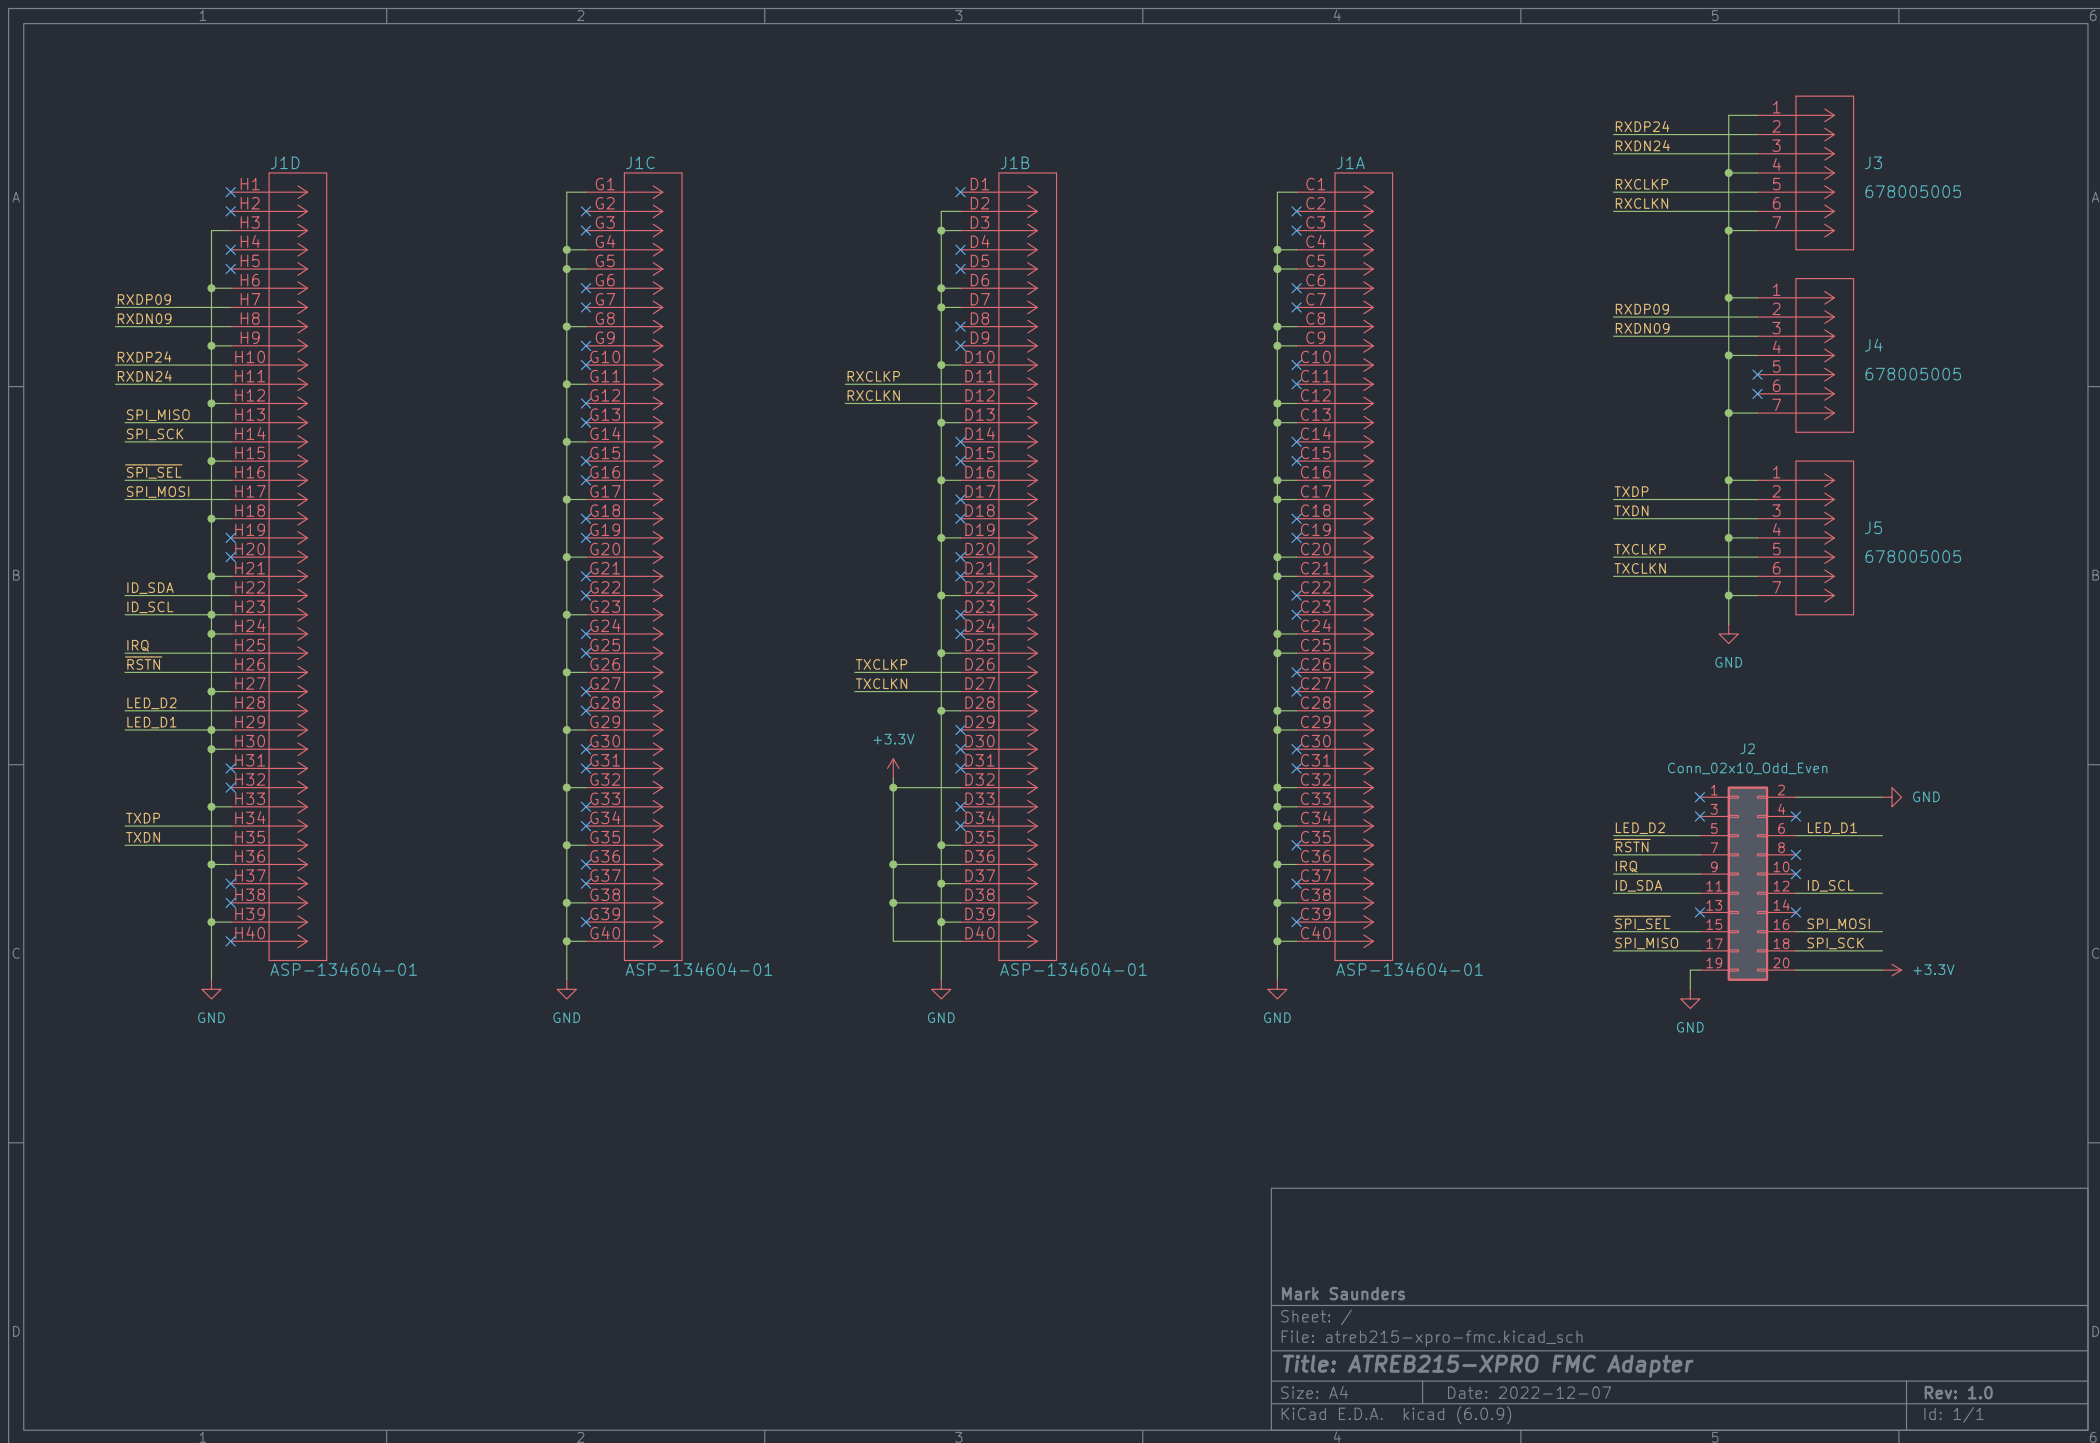 1 2 3 4 5 6
A
B
C
D
J1D
H1
H2
H3
H4
H5
H6
RXDP09 H7
RXDN09 H8
H9
RXDP24 H10
RXDN24 H11
H12
SPI_MISO H13
SPI_SCK H14
H15
SPI_SEL H16
SPI_MOSI H17
H18
H19
H20
H21
ID_SDA H22
ID_SCL H23
H24
IRQ H25
RSTN H26
H27
LED_D2 H28
LED_D1 H29
H30
H31
H32
H33
TXDP H34
TXDN H35
H36
H37
H38
H39
H40
ASP-134604-01
GND
J1C
G1
G2
G3
G4
G5
G6
G7
G8
G9
G10
G11
G12
G13
G14
G15
G16
G17
G18
G19
G20
G21
G22
G23
G24
G25
G26
G27
G28
G29
G30
G31
G32
G33
G34
G35
G36
G37
G38
G39
G40
ASP-134604-01
GND
J1B
D1
D2
D3
D4
D5
D6
D7
D8
D9
D10
RXCLKP D11
RXCLKN D12
D13
D14
D15
D16
D17
D18
D19
D20
D21
D22
D23
D24
D25
TXCLKP D26
TXCLKN D27
D28
D29
+3.3V D30
D31
D32
D33
D34
D35
D36
D37
D38
D39
D40
ASP-134604-01
GND
J1A
C1
C2
C3
C4
C5
C6
C7
C8
C9
C10
C11
C12
C13
C14
C15
C16
C17
C18
C19
C20
C21
C22
C23
C24
C25
C26
C27
C28
C29
C30
C31
C32
C33
C34
C35
C36
C37
C38
C39
C40
ASP-134604-01
GND
1
RXDP24 2
RXDN24 3
4
RXCLKP 5
RXCLKN 6
7
J3
678005005
1
RXDP09 2
RXDN09 3
4
5
6
7
J4
678005005
1
TXDP 2
TXDN 3
4
TXCLKP 5
TXCLKN 6
7
J5
678005005
GND
J2
Conn_02x10_Odd_Even
1 2 GND
3 4
LED_D2 5 6 LED_D1
RSTN 7 8
IRQ 9 10
ID_SDA 11 12 ID_SCL
13 14
SPI_SEL 15 16 SPI_MOSI
SPI_MISO 17 18 SPI_SCK
19 20 +3.3V
GND
Mark Saunders
Sheet: /
File: atreb215-xpro-fmc.kicad_sch
Title: ATREB215-XPRO FMC Adapter
Size: A4 Date: 2022-12-07 Rev: 1.0
KiCad E.D.A. kicad (6.0.9) Id: 1/1
A
B
C
D
1 2 3 4 5 6